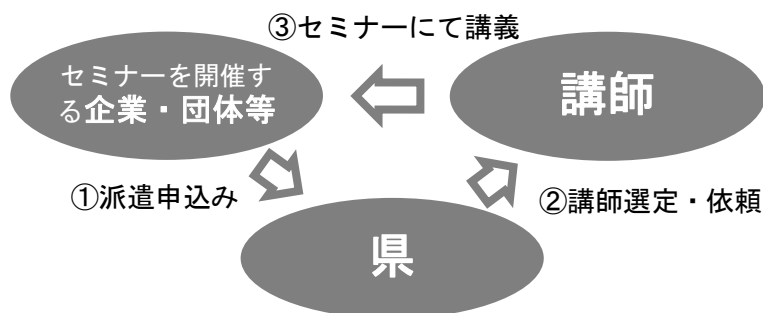 ③セミナーにて講義
セミナーを開催す
る企業・団体等
講師
①派遣申込み
②講師選定・依頼
県